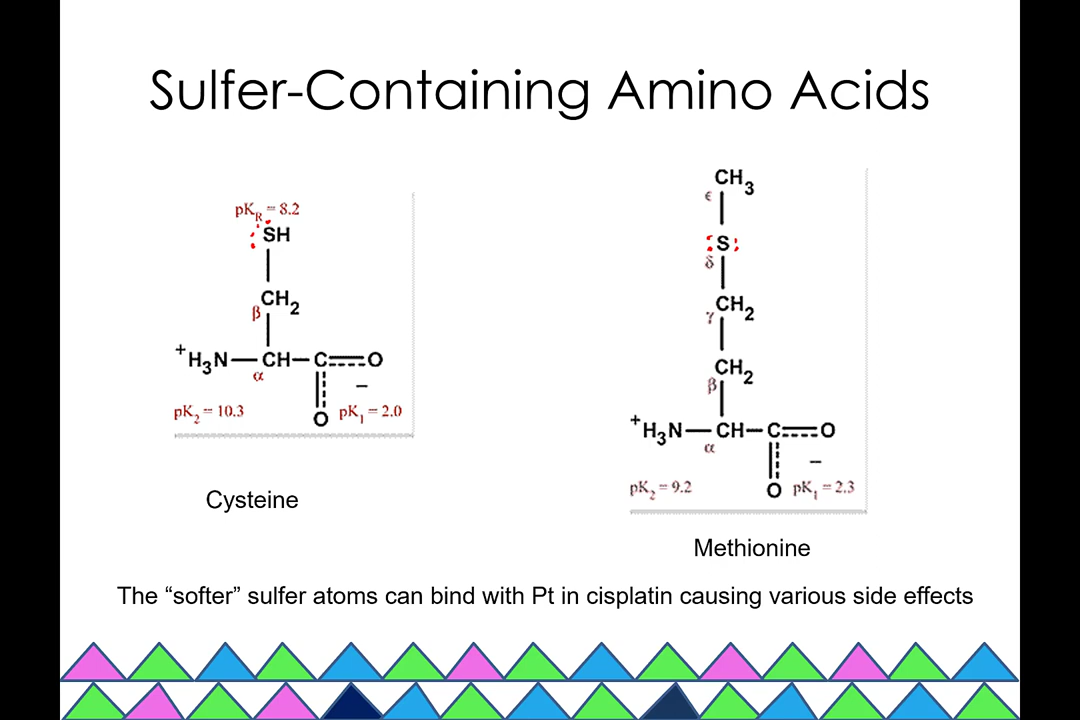 Sulfer-Containing Amino Acids
pKR = 8.2
SH
CH2
β
+H3N—CH—C O
α
−
pK2 = 10.3
O pK1 = 2.0
Cysteine
CH3
ϵ
:S:
δ
CH2
γ
CH2
β
+H3N—CH—C O
α
−
pK2 = 9.2
O pK1 = 2.3
Methionine
The “softer” sulfer atoms can bind with Pt in cisplatin causing various side effects